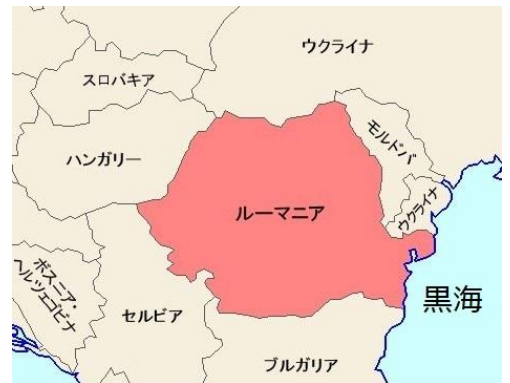 ウクライナ
スロバキア
モルドバ
ハンガリー
ルーマニア
ウクライナ
ボスニア・
ヘルツェゴビナ
セルビア
黒海
ブルガリア